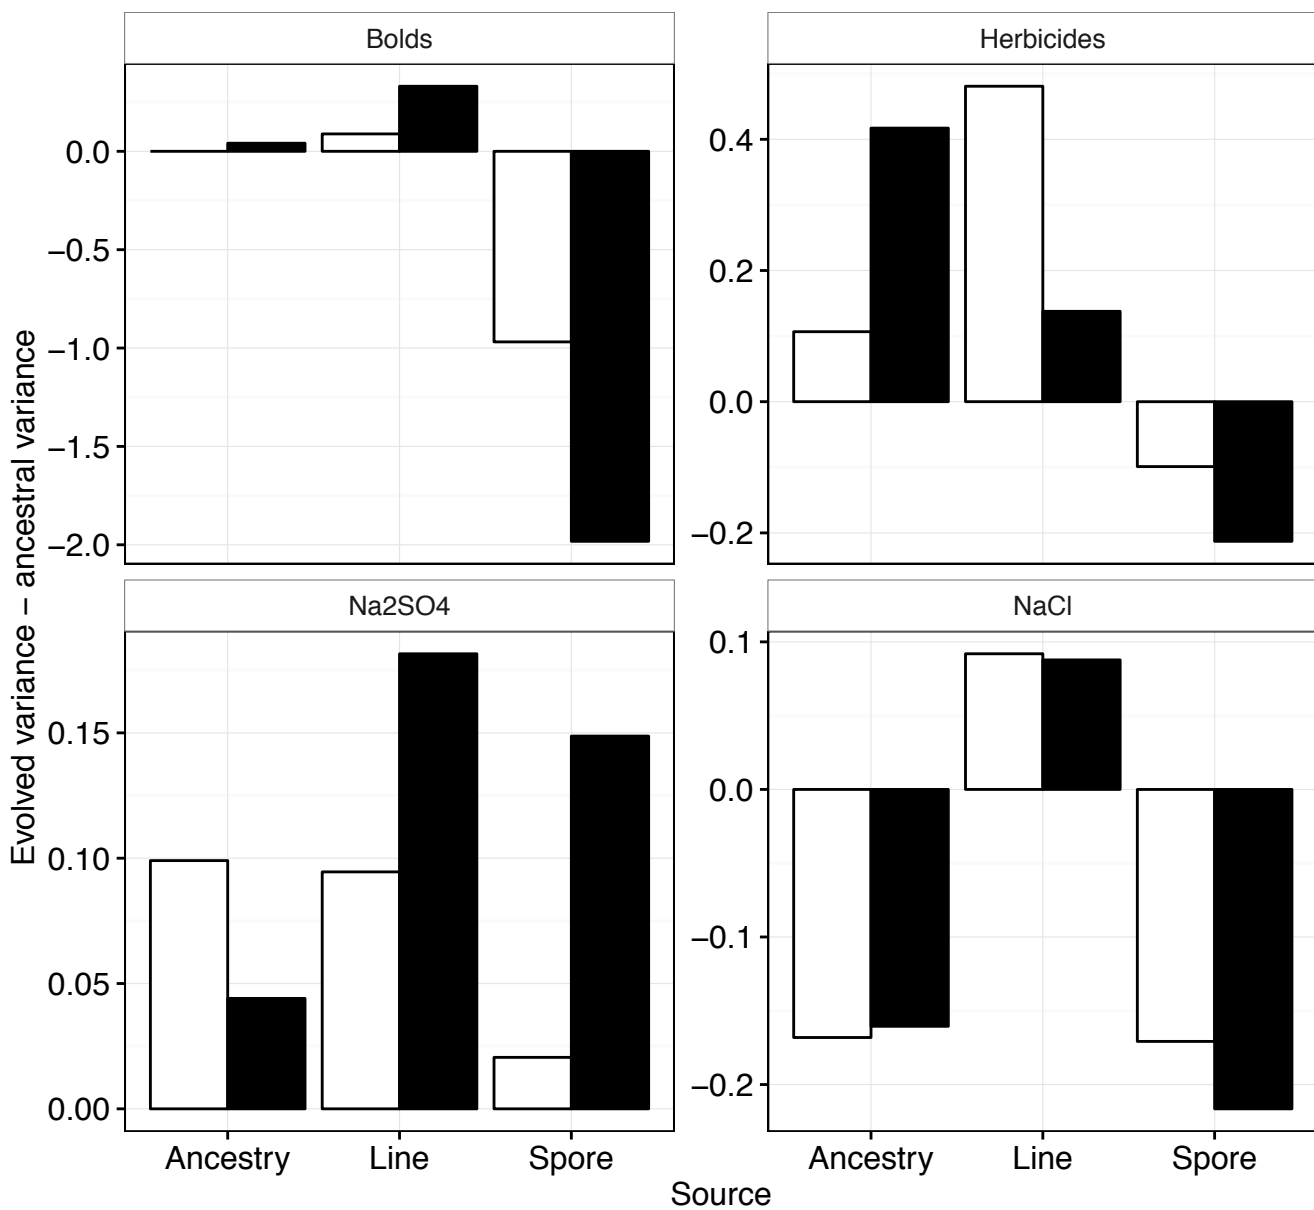 Bolds
Herbicides
0.0
−0.5
−1.0
−1.5
−2.0
0.4
0.2
0.0
−0.2
Evolved variance − ancestral variance
Na2SO4
NaCl
0.15
0.10
0.05
0.00
0.1
0.0
−0.1
−0.2
Ancestry Line Spore
Ancestry Line Spore
Source